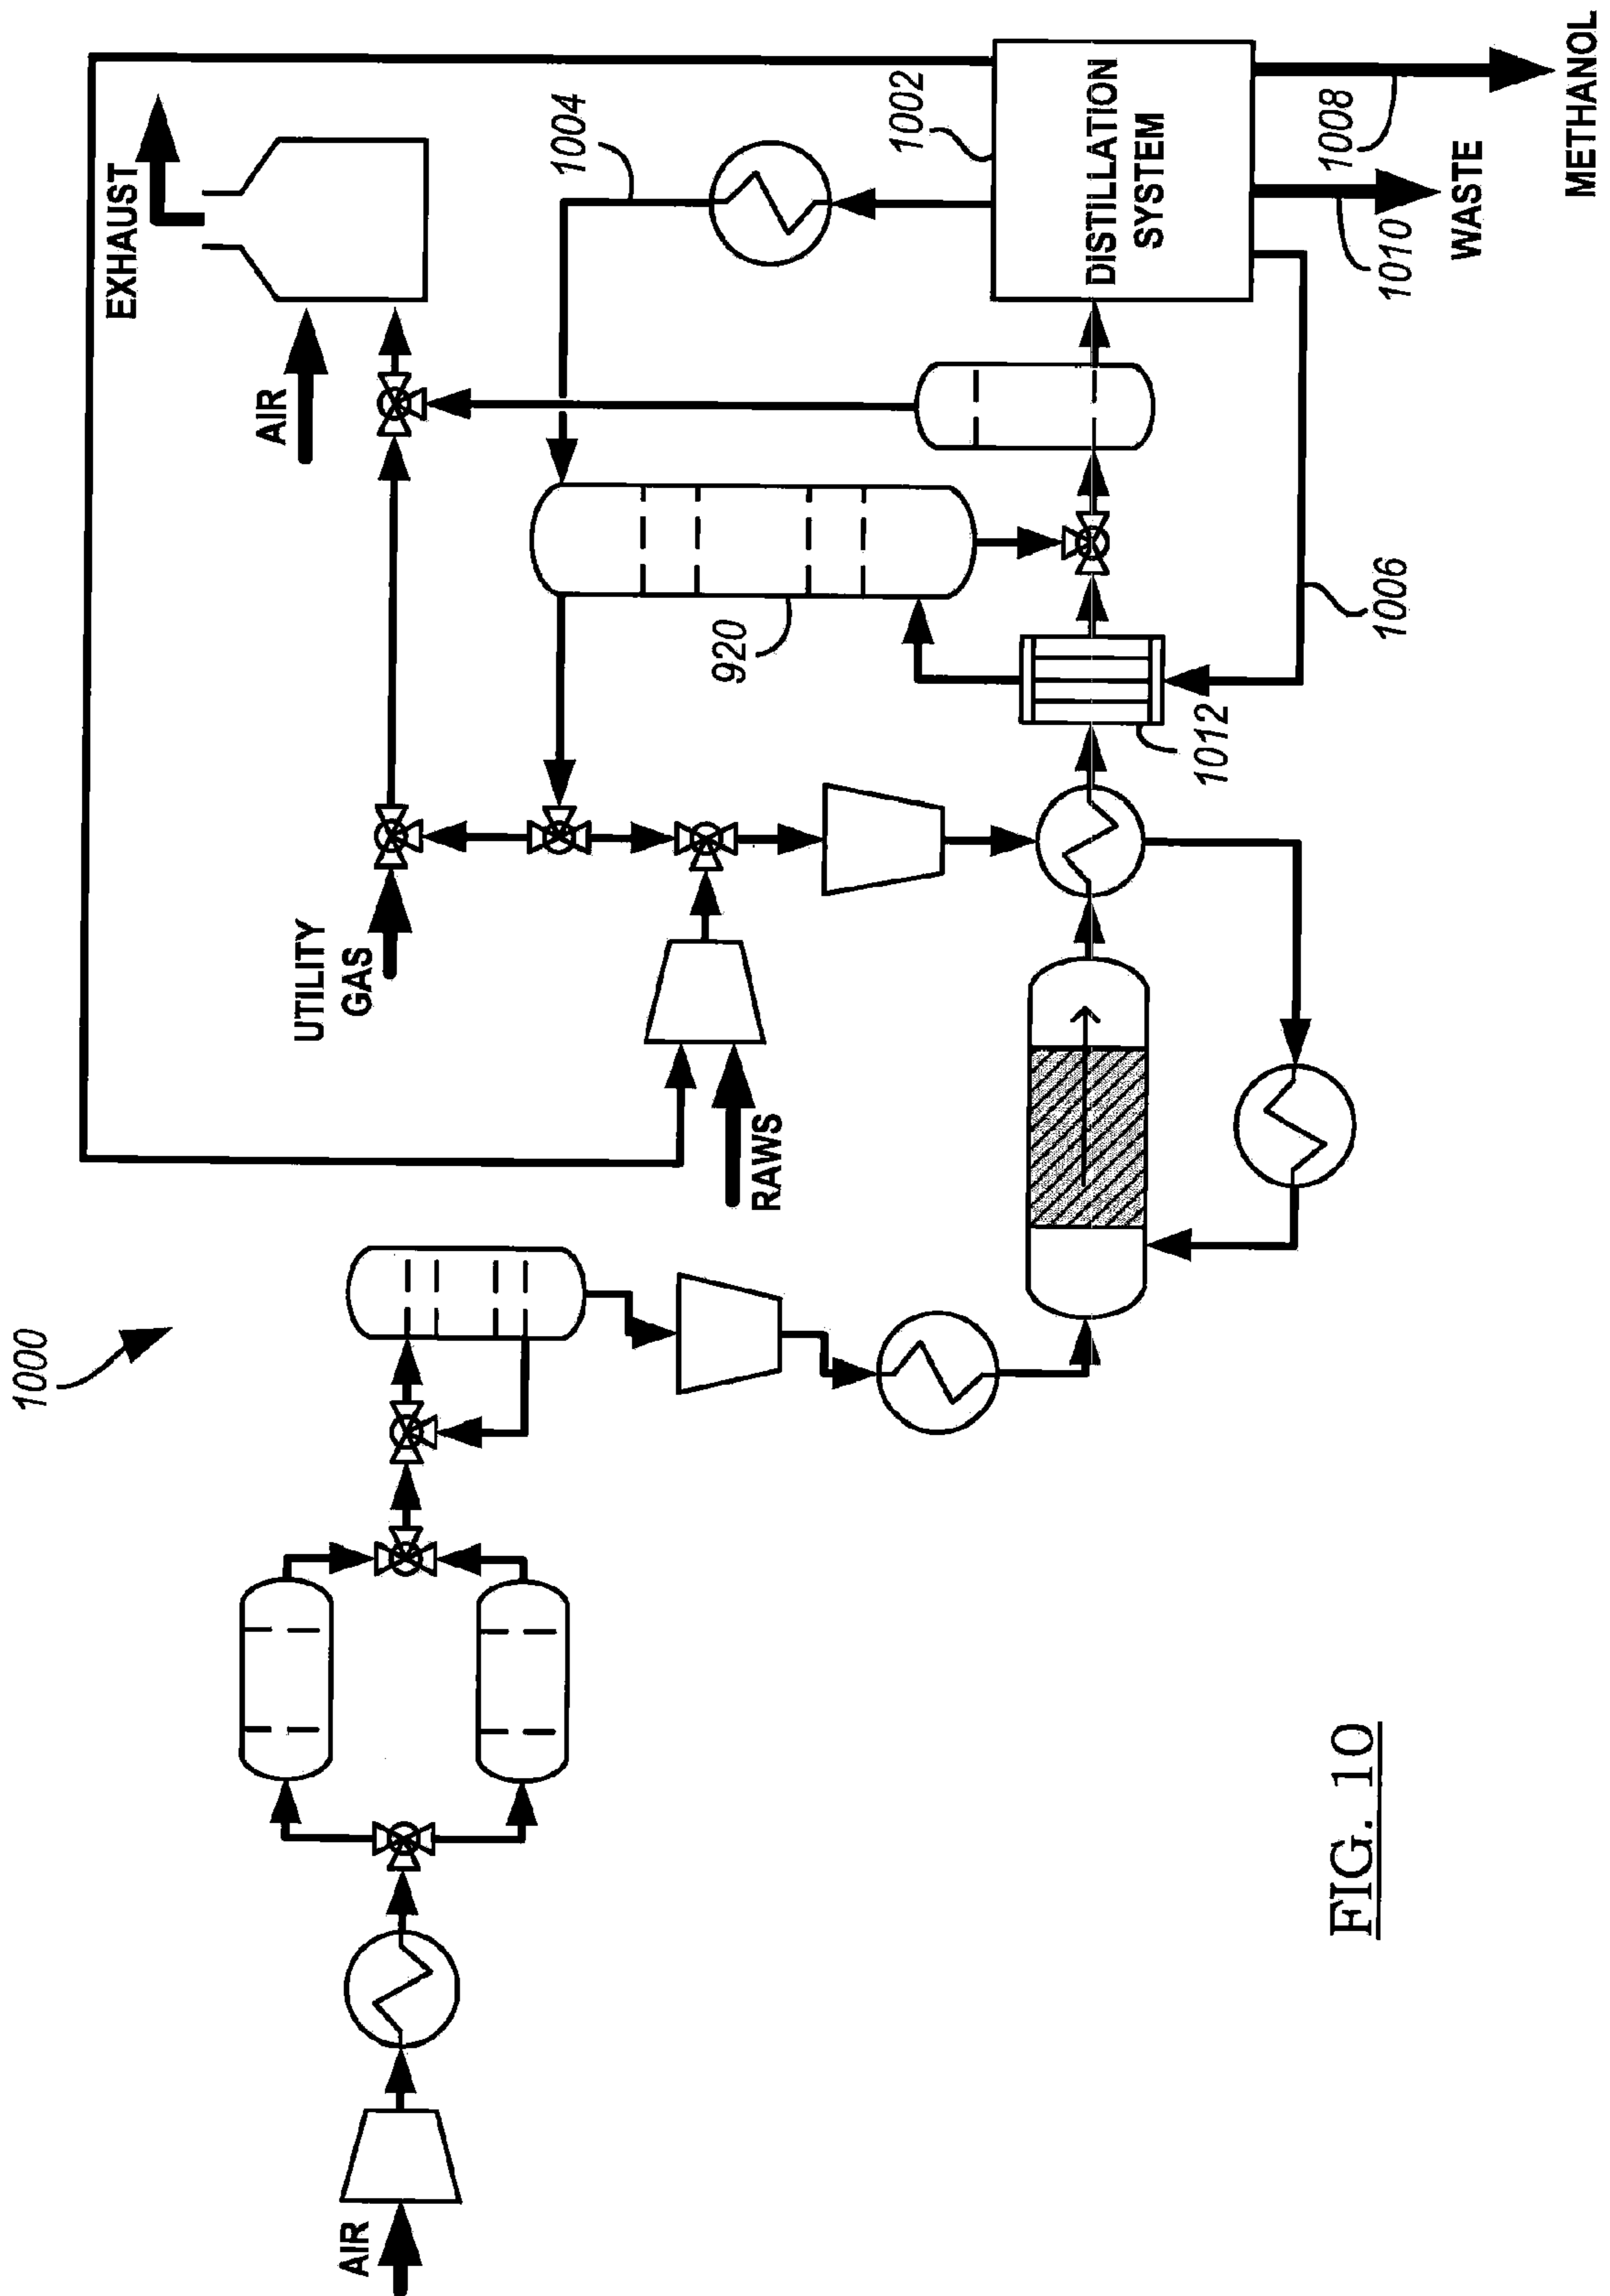 1000
AIR
UTILITY
GAS
RAWS
AIR
EXHAUST
920
1004
1002
DISTILLATION
SYSTEM
1012
1006
1010
WASTE
1008
METHANOL
FIG. 10